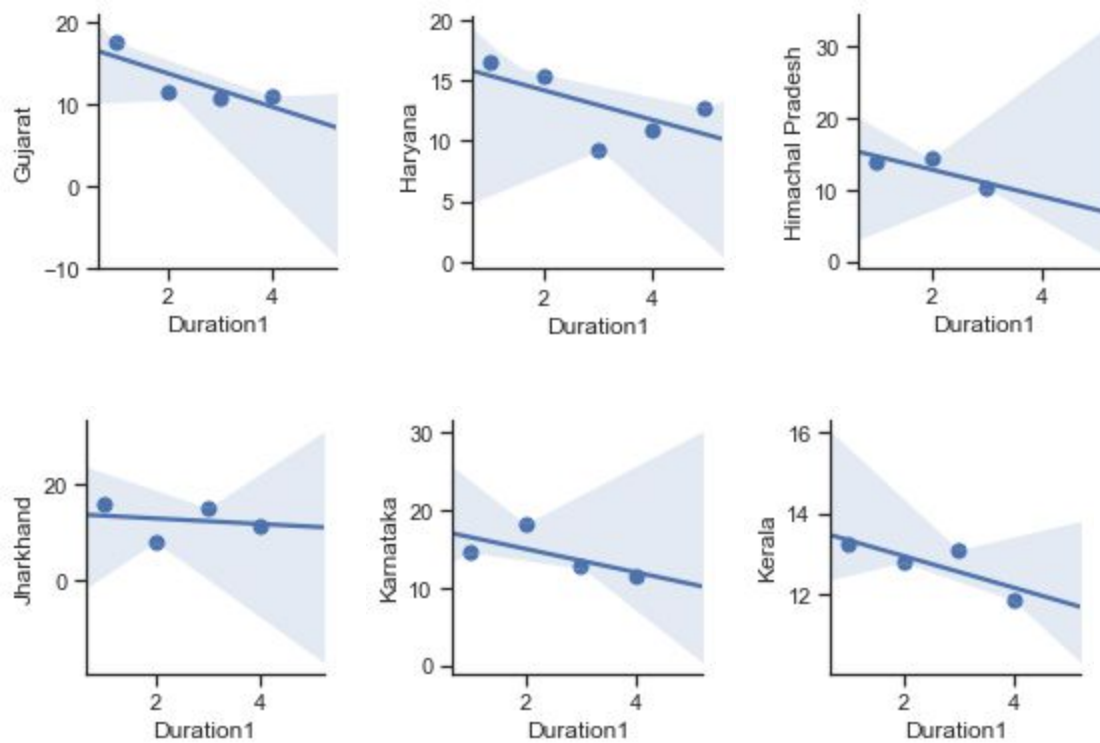 Gujarat
20
10
0
−10
2
4
Duration1
Haryana
20
15
10
5
0
2
4
Duration1
Himachal Pradesh
30
20
10
0
2
4
Duration1
Jharkhand
20
0
2
4
Duration1
Karnataka
30
20
10
0
2
4
Duration1
Kerala
16
14
12
2
4
Duration1